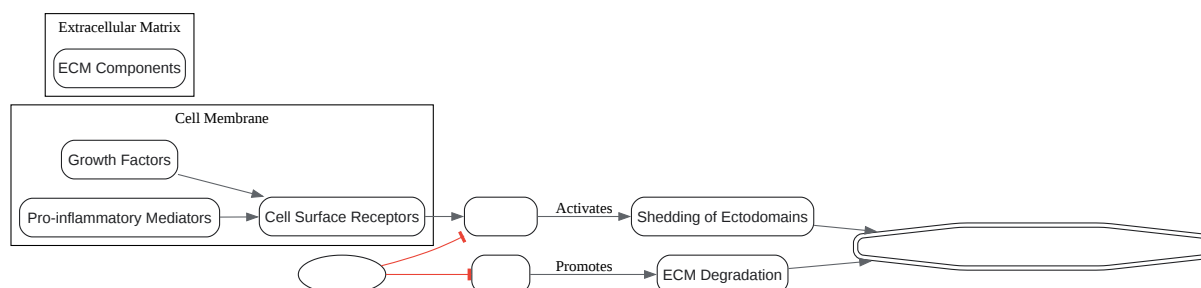 Extracellular Matrix
ECM Components
Cell Membrane
Growth Factors
Pro-inflammatory Mediators
Cell Surface Receptors
Activates
Shedding of Ectodomains
Promotes
ECM Degradation